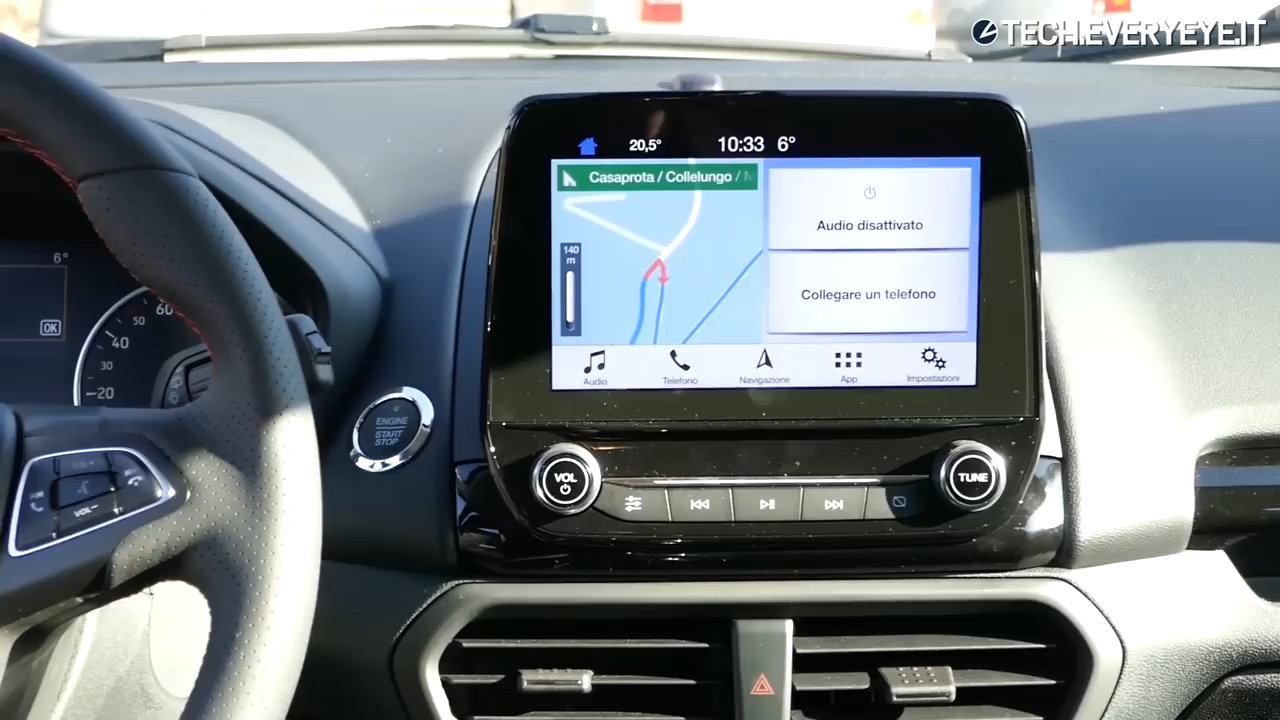 TECH.EVERYEYE.IT
20,5° 10:33 6°
Casaprota / Collelungo /
140
m
Audio disattivato
Collegare un telefono
Audio Telefono Navigazione App Impostazioni
6°
OK
60
50
40
30
20
ENGINE
START
STOP
VOL
TUNE
VOL-